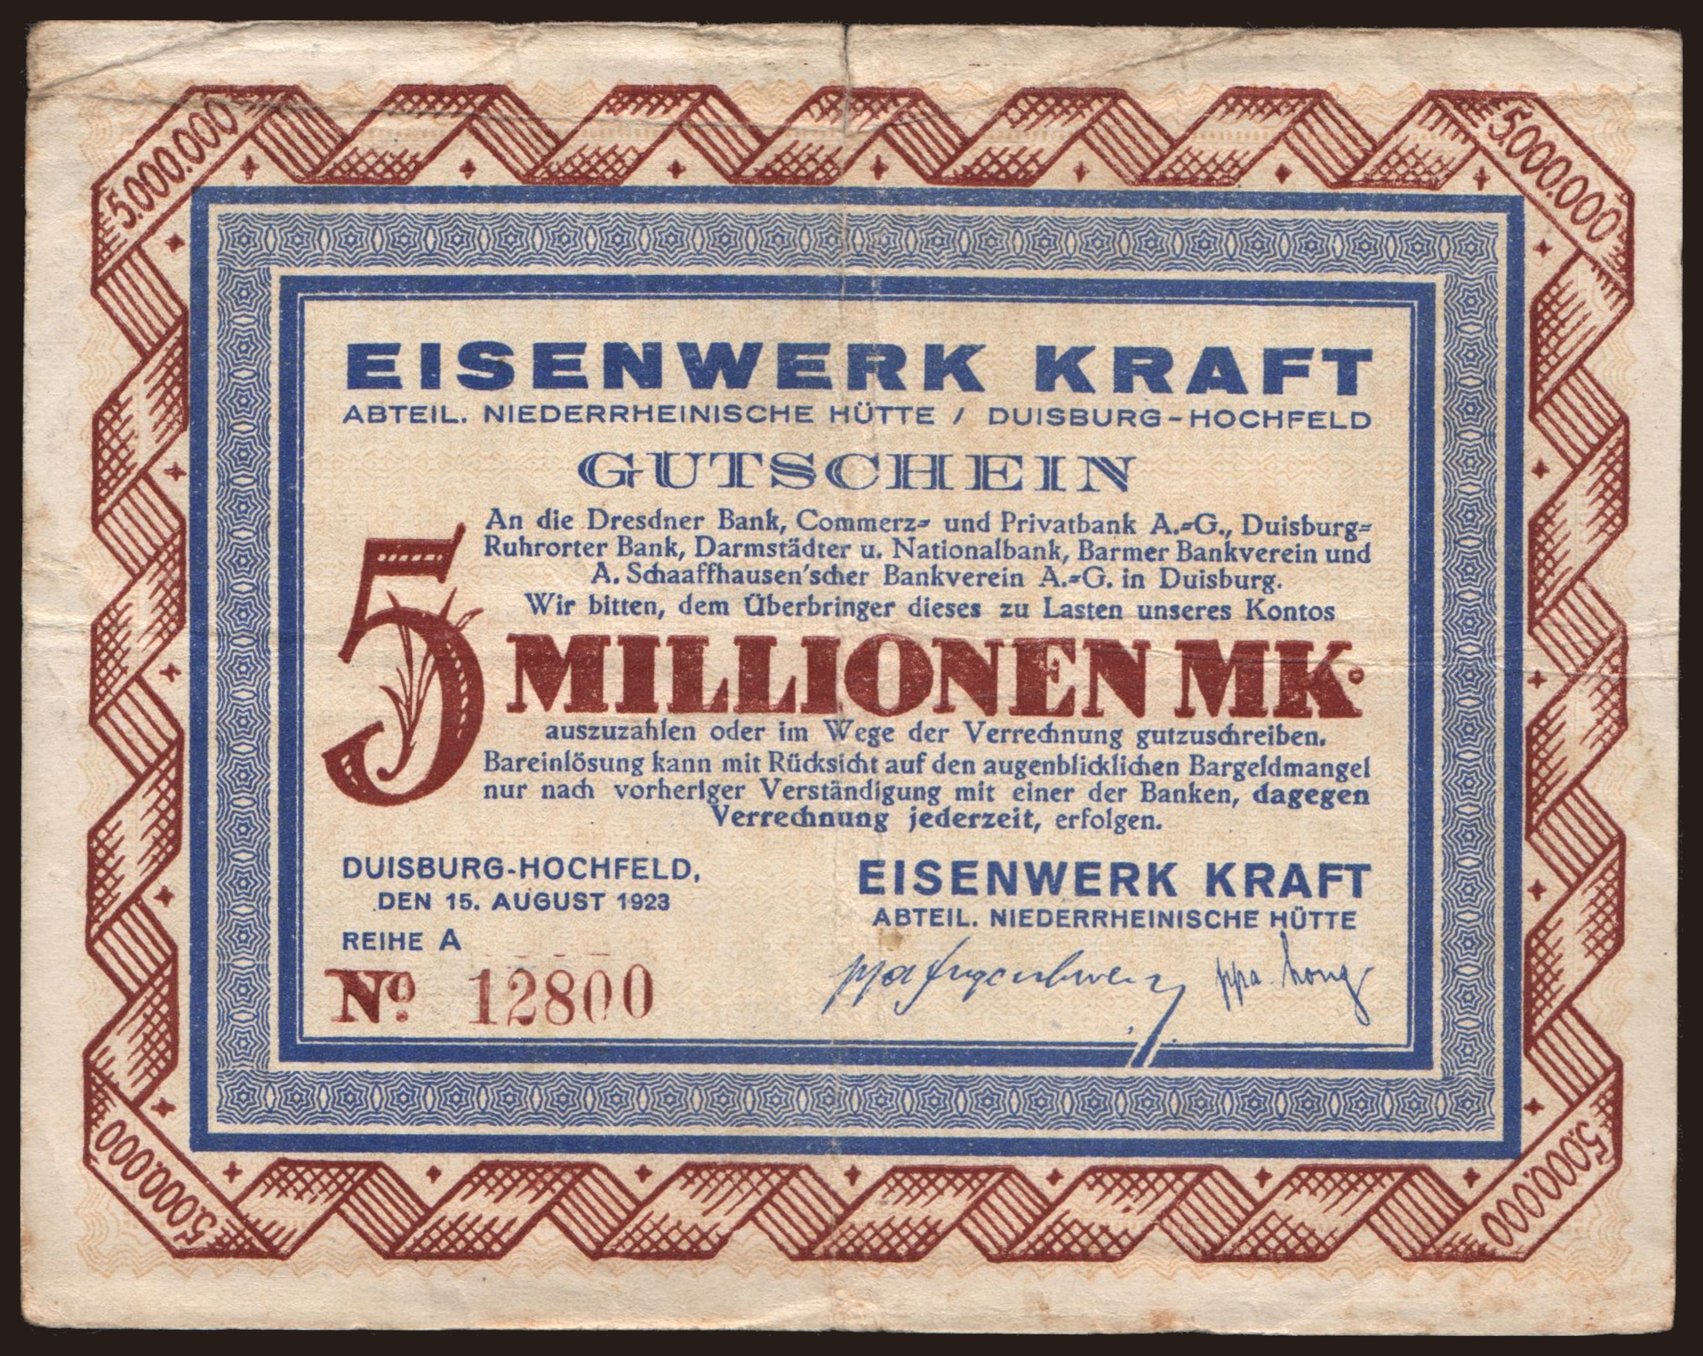 5.000.000
5.000.000
EISENWERK KRAFT
ABTEIL. NIEDERRHEINISCHE HÜTTE / DUISBURG-HOCHFELD
GUTSCHEIN
An die Dresdner Bank, Commerz- und Privatbank A.-G., Duisburg-
Ruhrorter Bank, Darmstädter u. Nationalbank, Barmer Bankverein und
A. Schaaffhausen'scher Bankverein A.-G. in Duisburg.
Wir bitten, dem Überbringer dieses zu Lasten unseres Kontos
5 MILLIONEN MK.
auszuzahlen oder im Wege der Verrechnung gutzuschreiben.
Bareinlösung kann mit Rücksicht auf den augenblicklichen Bargeldmangel
nur nach vorheriger Verständigung mit einer der Banken, dagegen
Verrechnung jederzeit, erfolgen.
DUISBURG-HOCHFELD,
DEN 15. AUGUST 1923
REIHE A
No. 12800
EISENWERK KRAFT
ABTEIL. NIEDERRHEINISCHE HÜTTE
ppa ppa.
5.000.000
5.000.000